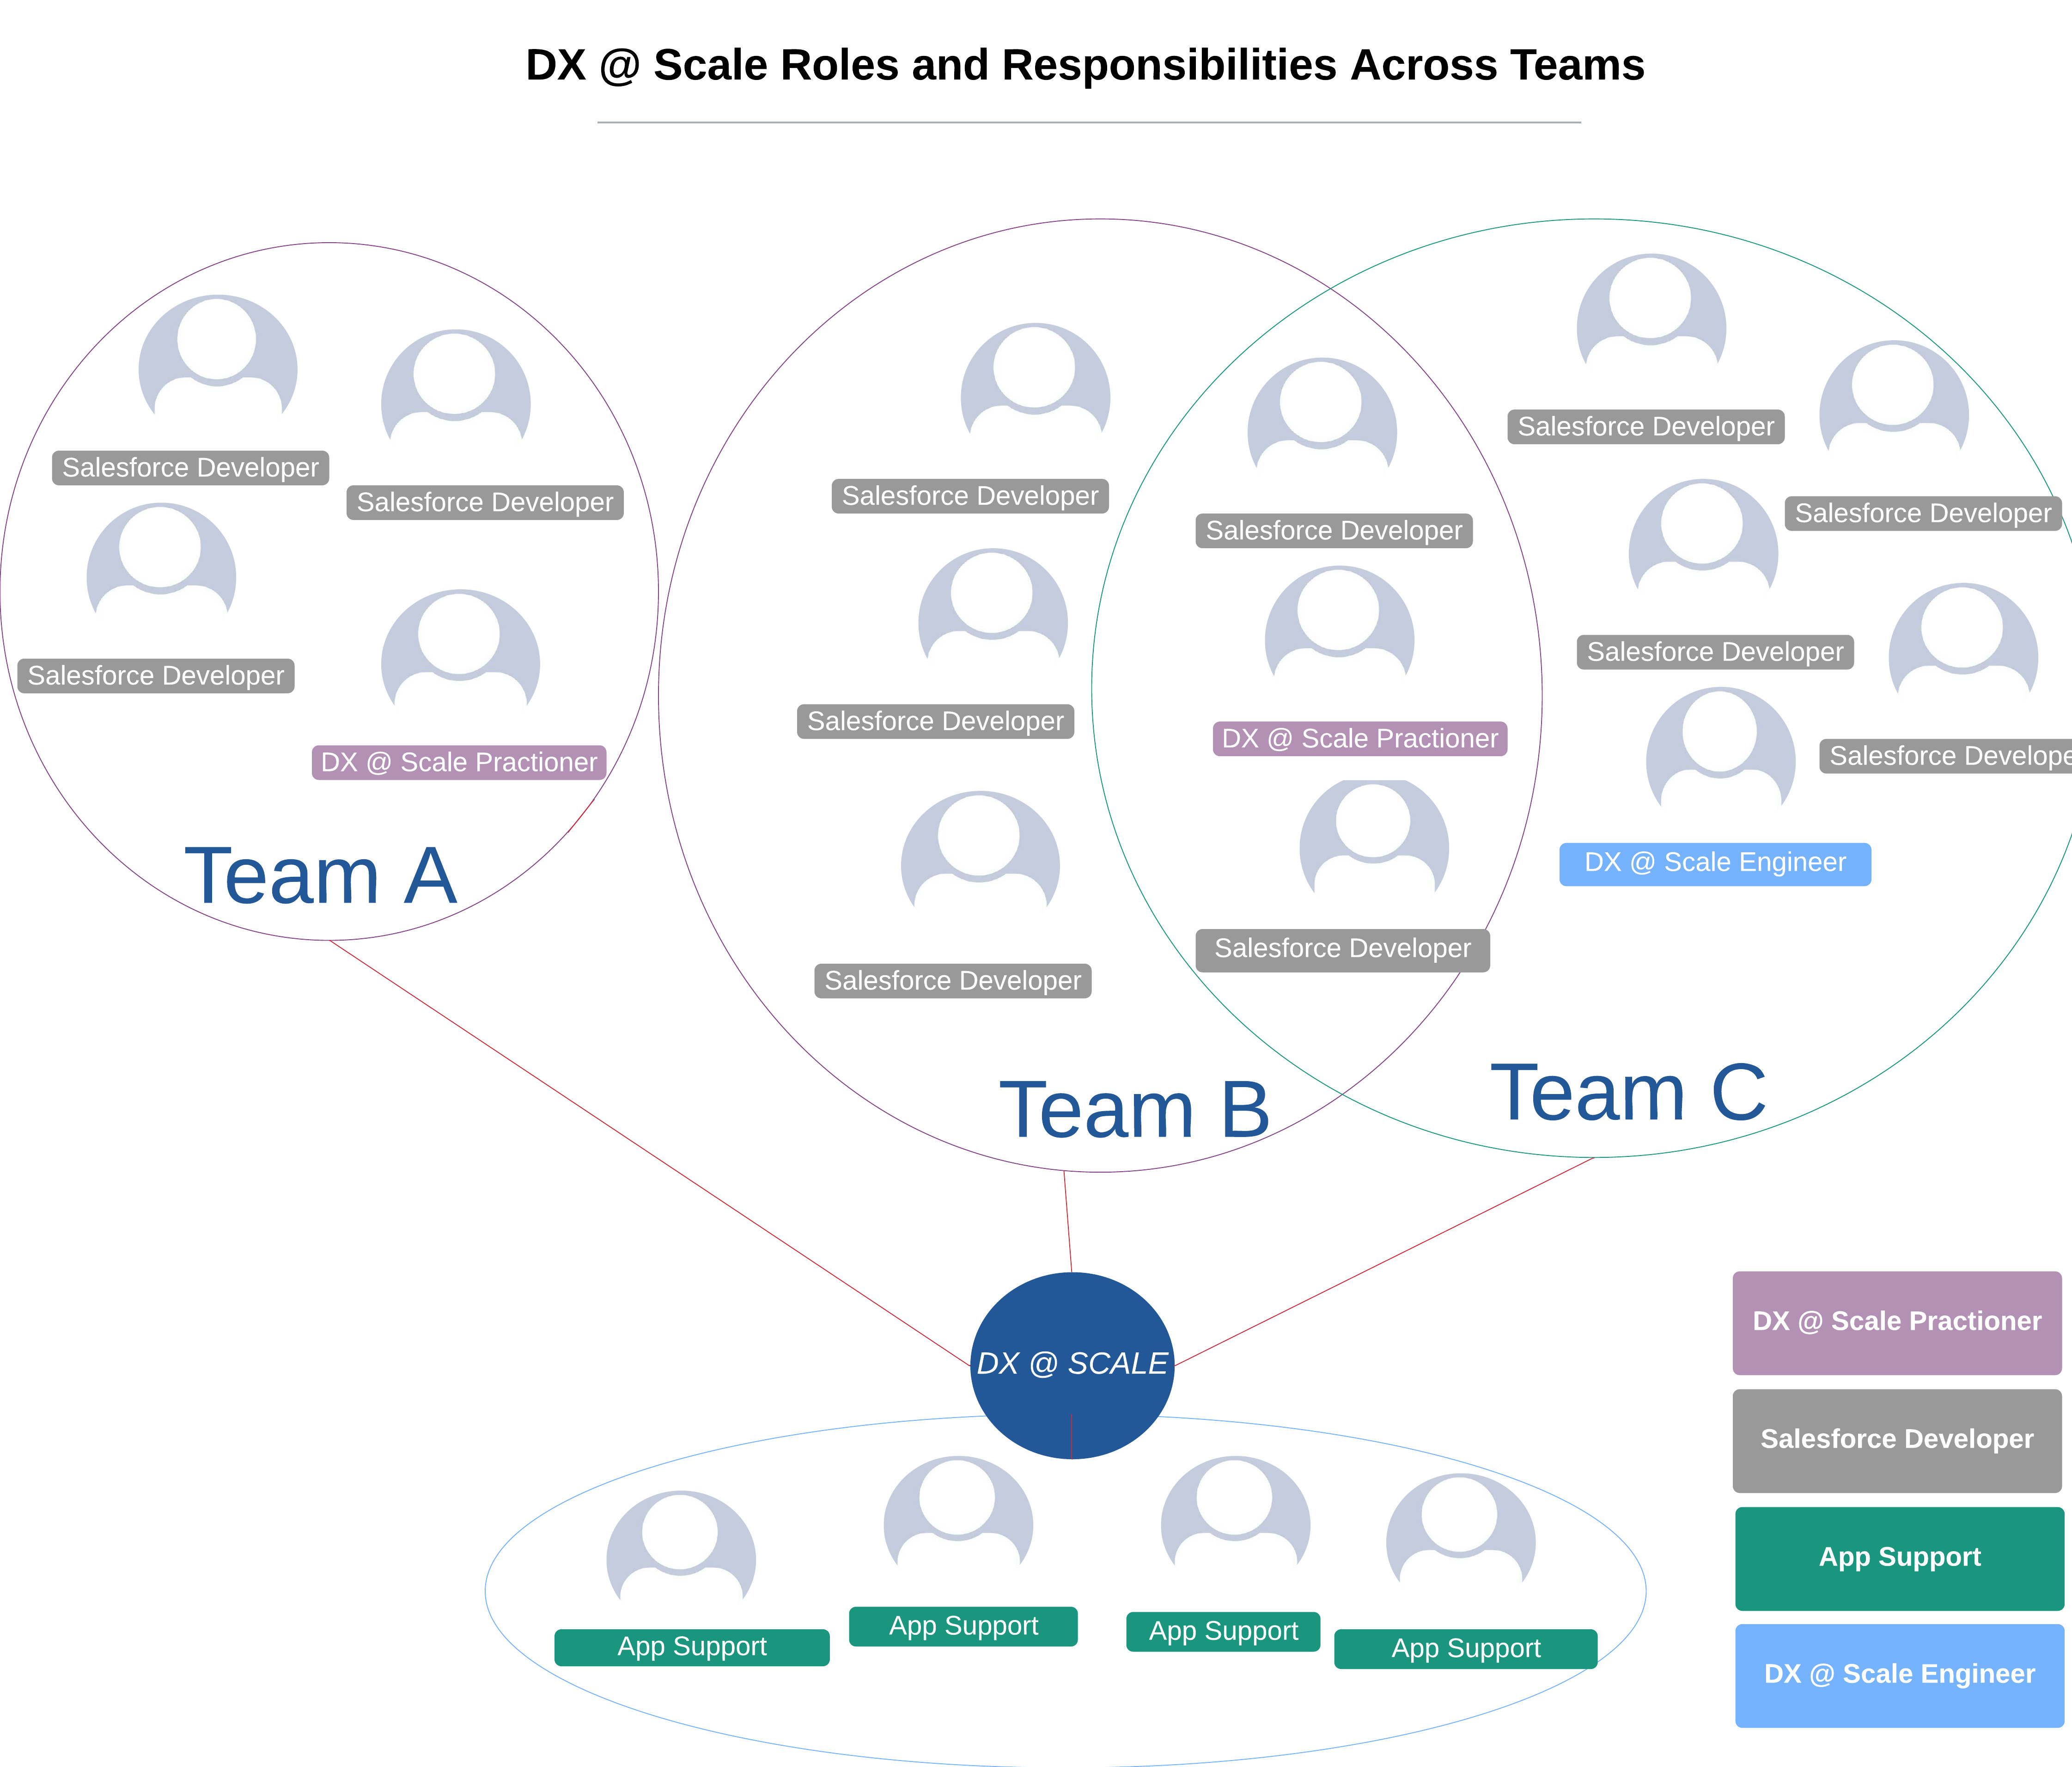 DX @ Scale Roles and Responsibilities Across Teams
Salesforce Developer
Salesforce Developer
Salesforce Developer
DX @ Scale Practioner
Team A
Salesforce Developer
Salesforce Developer
Salesforce Developer
Team B
Salesforce Developer
DX @ Scale Practioner
Salesforce Developer
Salesforce Developer
Salesforce Developer
Salesforce Developer
Salesforce Develope
DX @ Scale Engineer
Team C
DX @ SCALE
App Support
App Support
App Support
App Support
DX @ Scale Practioner
Salesforce Developer
App Support
DX @ Scale Engineer